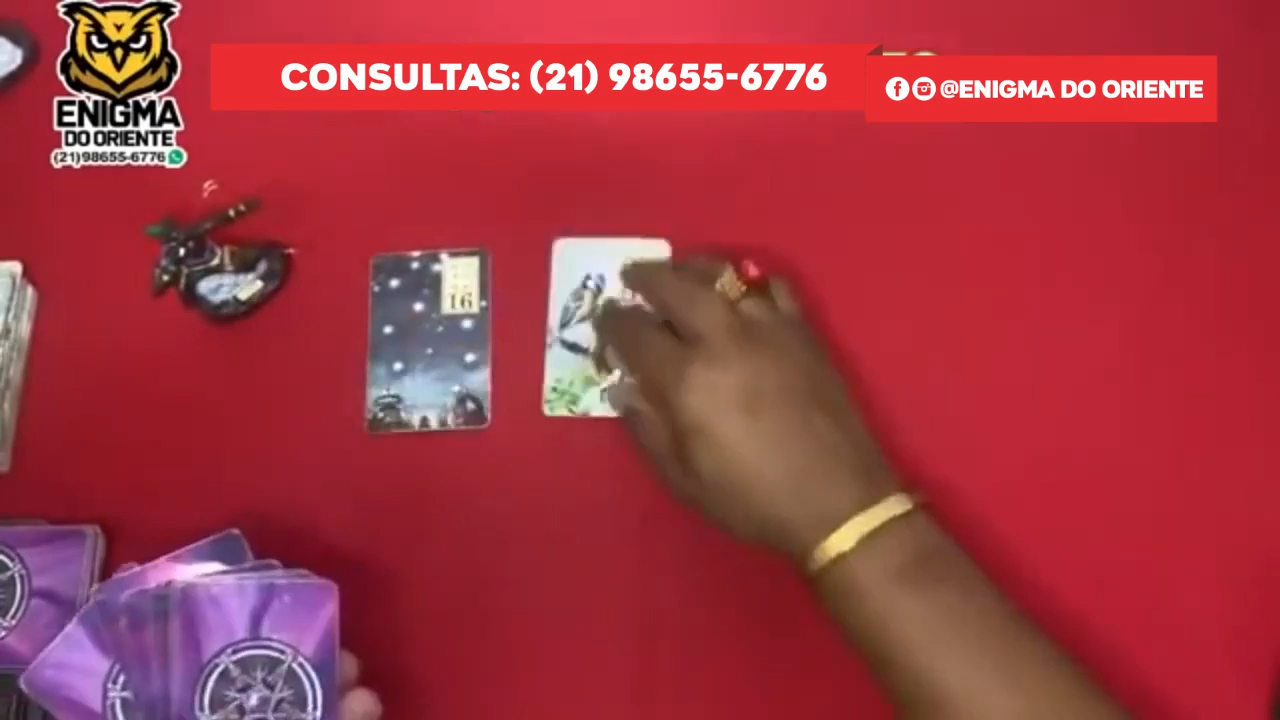 ENIGMA
DO ORIENTE
(21)98655-6776
CONSULTAS: (21) 98655-6776
@ENIGMA DO ORIENTE
16